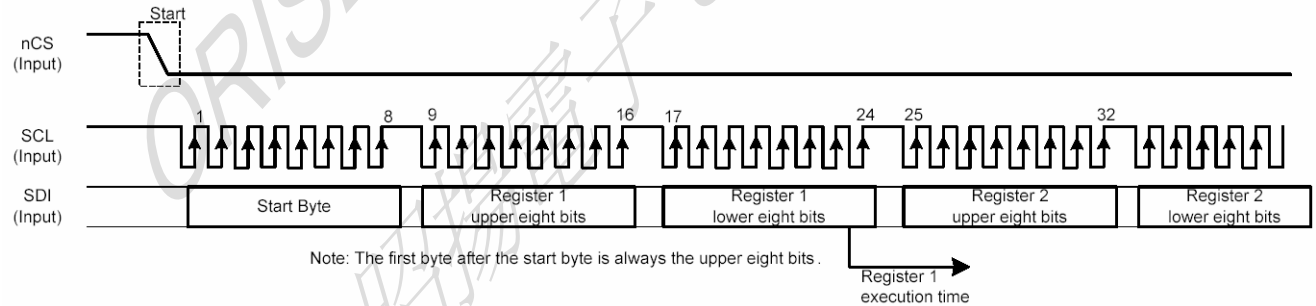 Start
nCS
(Input)
1 8 9 16 17 24 25 32
SCL
(Input)
SDI
(Input)
Start Byte
Register 1
upper eight bits
Register 1
lower eight bits
Register 2
upper eight bits
Register 2
lower eight bits
Note: The first byte after the start byte is always the upper eight bits.
Register 1
execution time